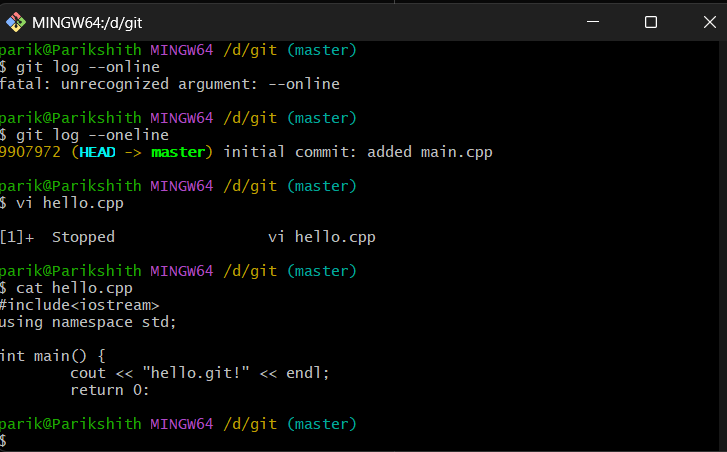 MINGW64:/d/git
parik@Parikshith MINGW64 /d/git (master)
$ git log --online
fatal: unrecognized argument: --online
parik@Parikshith MINGW64 /d/git (master)
$ git log --oneline
9907972 (HEAD -> master) initial commit: added main.cpp
parik@Parikshith MINGW64 /d/git (master)
$ vi hello.cpp
[1]+  Stopped                 vi hello.cpp
parik@Parikshith MINGW64 /d/git (master)
$ cat hello.cpp
#include<iostream>
using namespace std;
int main() {
        cout << "hello.git!" << endl;
        return 0:
parik@Parikshith MINGW64 /d/git (master)
$